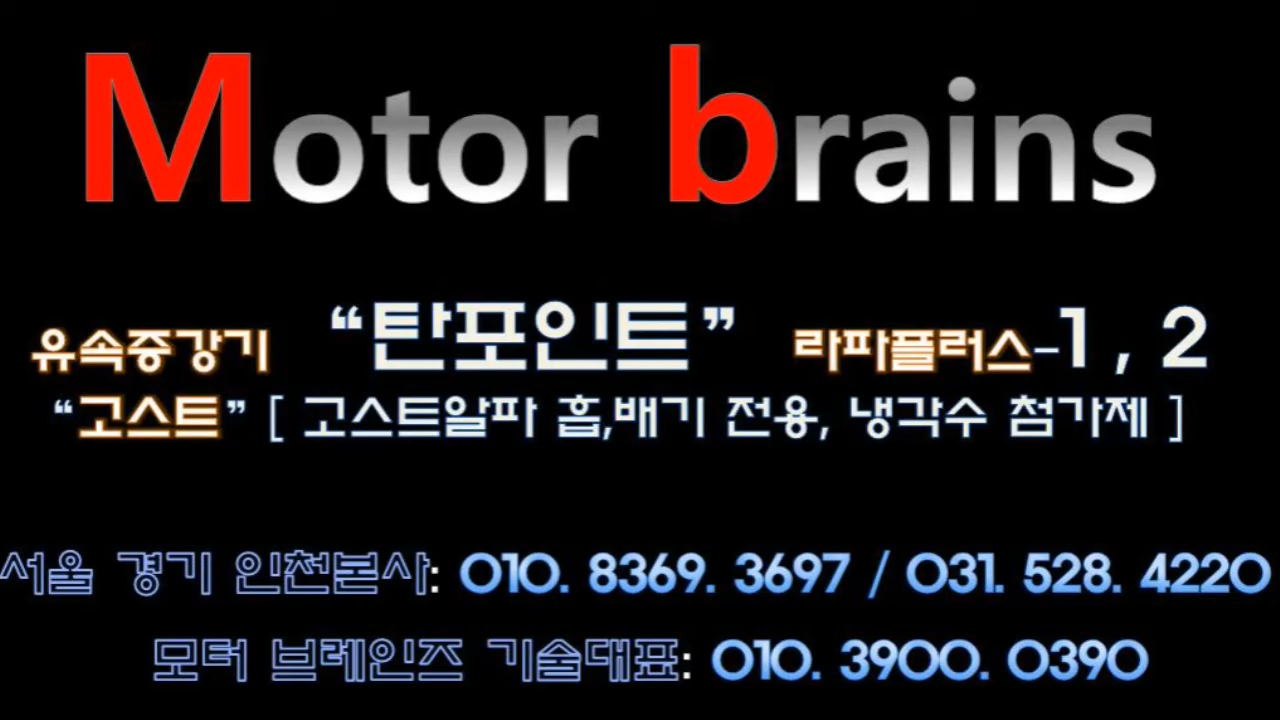 Motor brains
유속증강기 “탄포인트” 라파플러스-1 , 2
“고스트” [ 고스트알파 흡,배기 전용, 냉각수 첨가제 ]
서울 경기 인천본사: 010. 8369. 3697 / 031. 528. 4220
모터 브레인즈 기술대표: 010. 3900. 0390